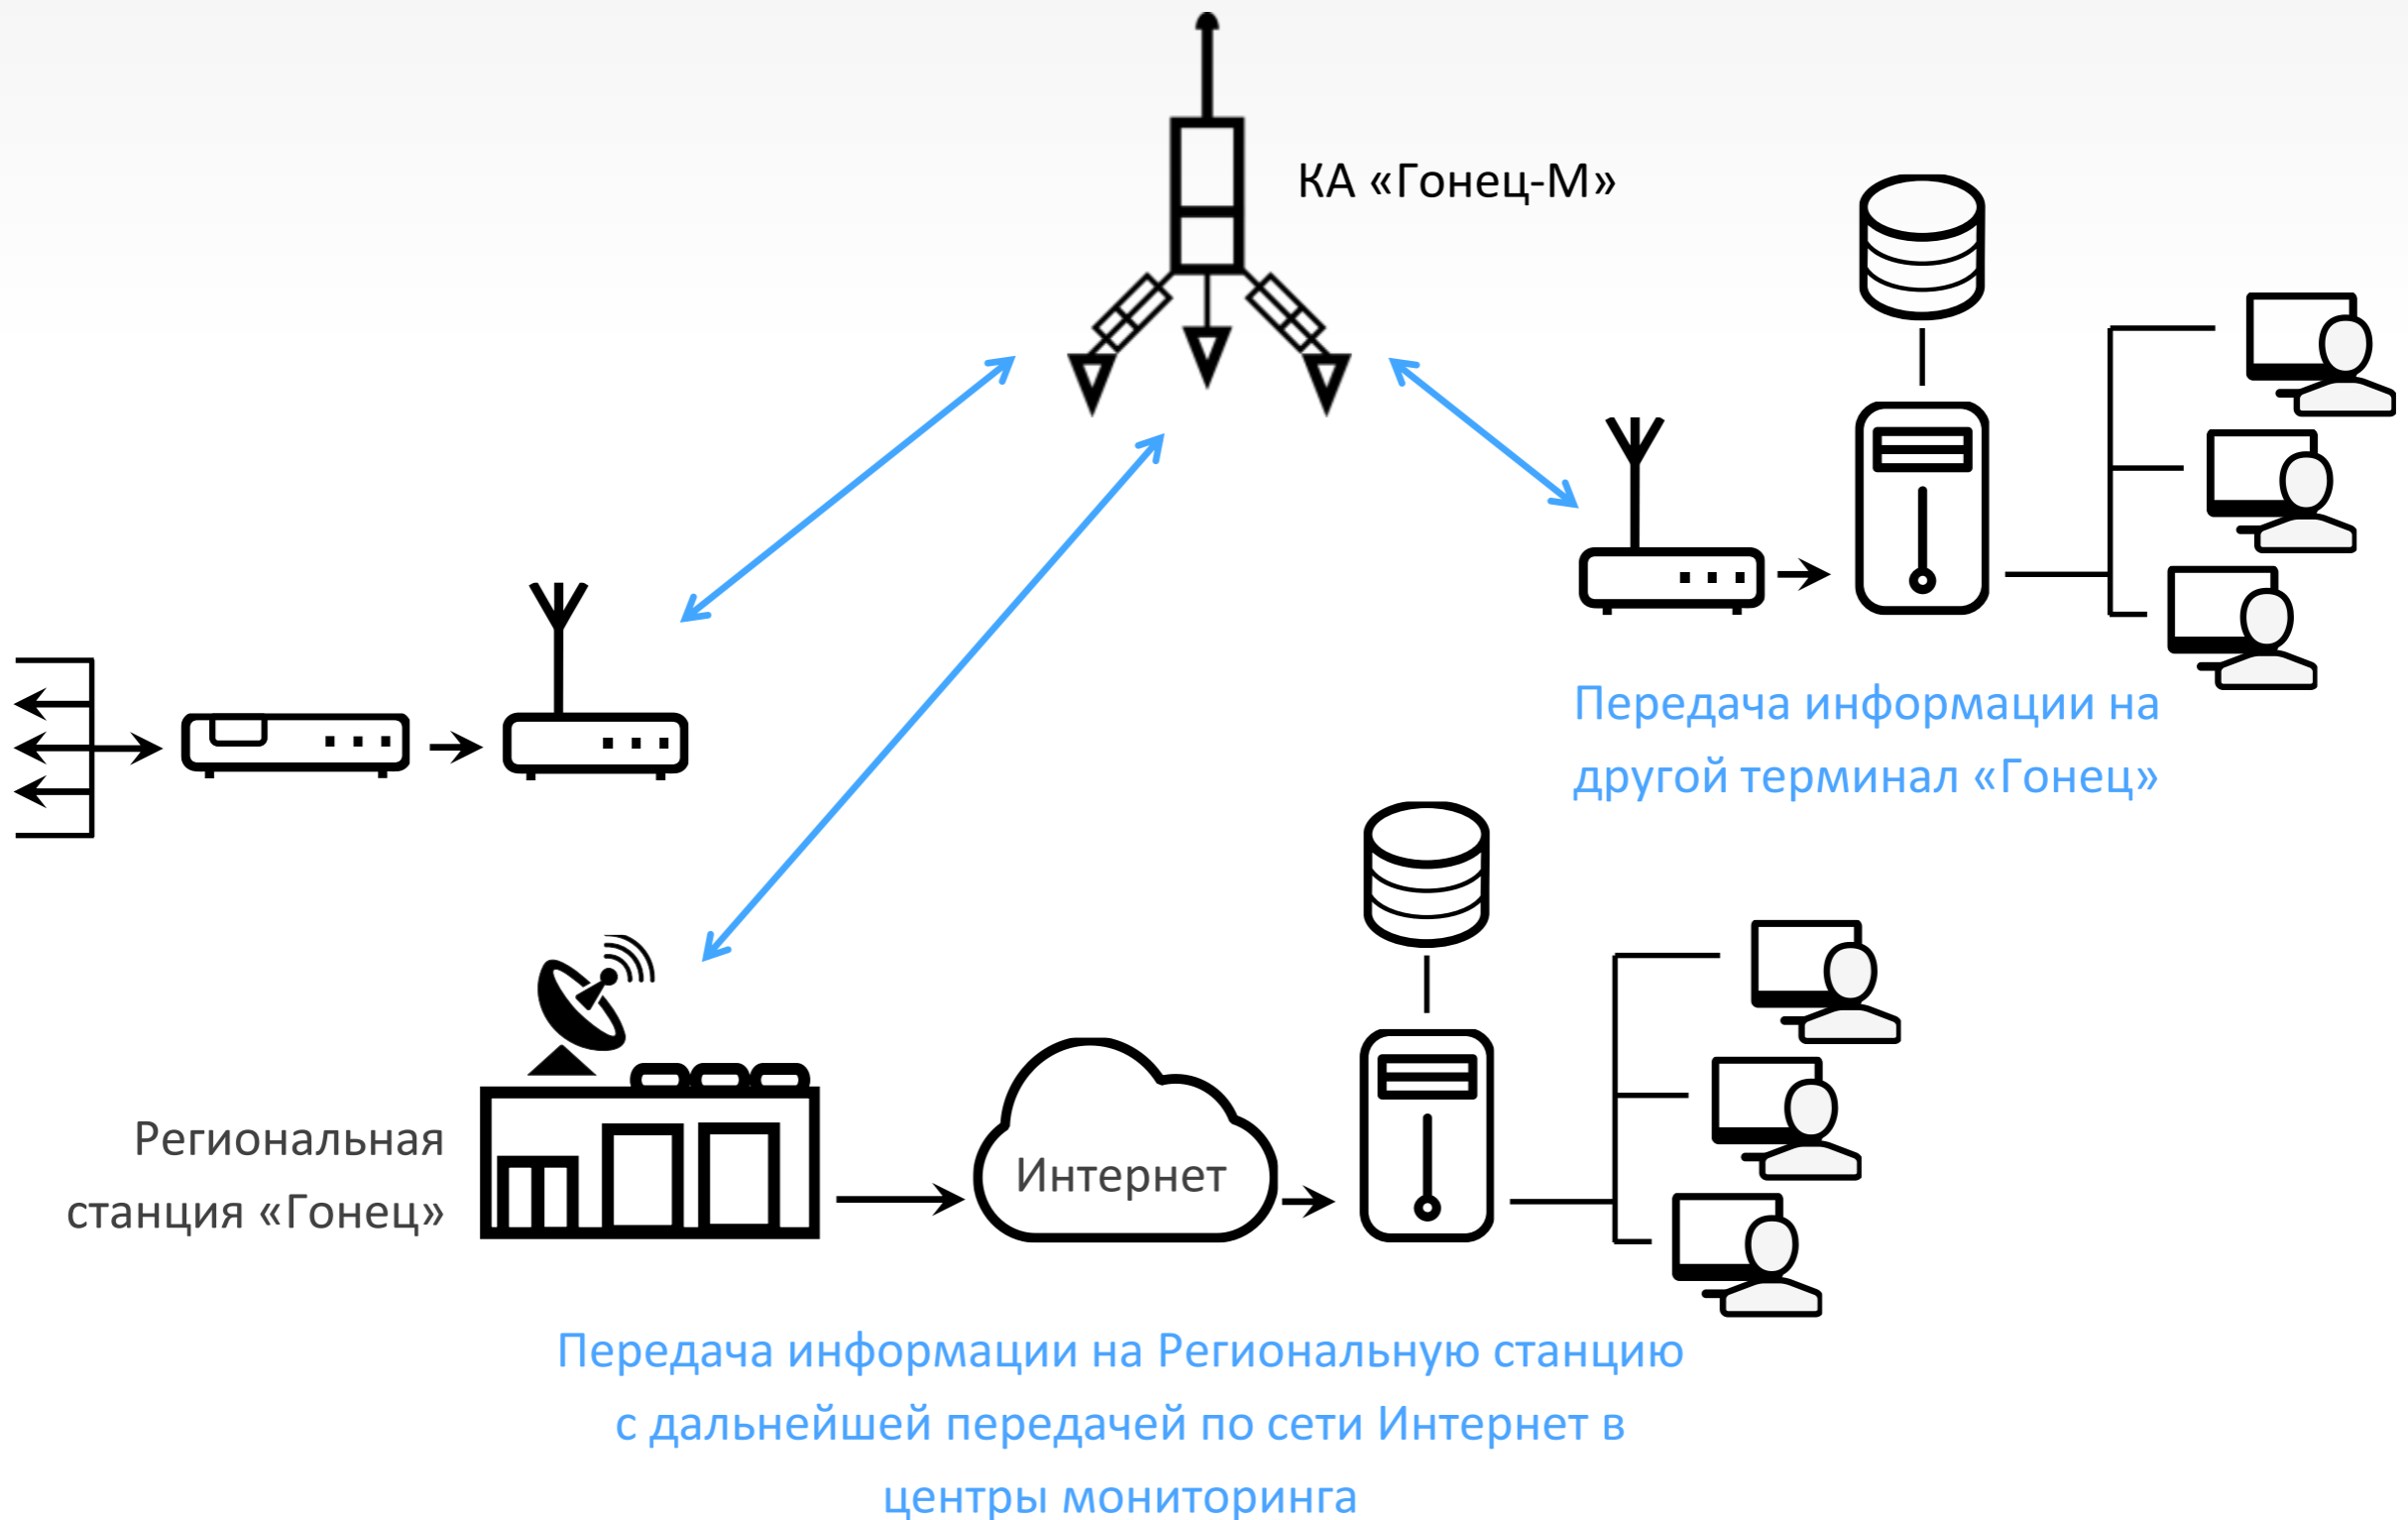 КА «Гонец-М»
Передача информации на
другой терминал «Гонец»
Региональная
станция «Гонец»
Интернет
Передача информации на Региональную станцию
с дальнейшей передачей по сети Интернет в
центры мониторинга